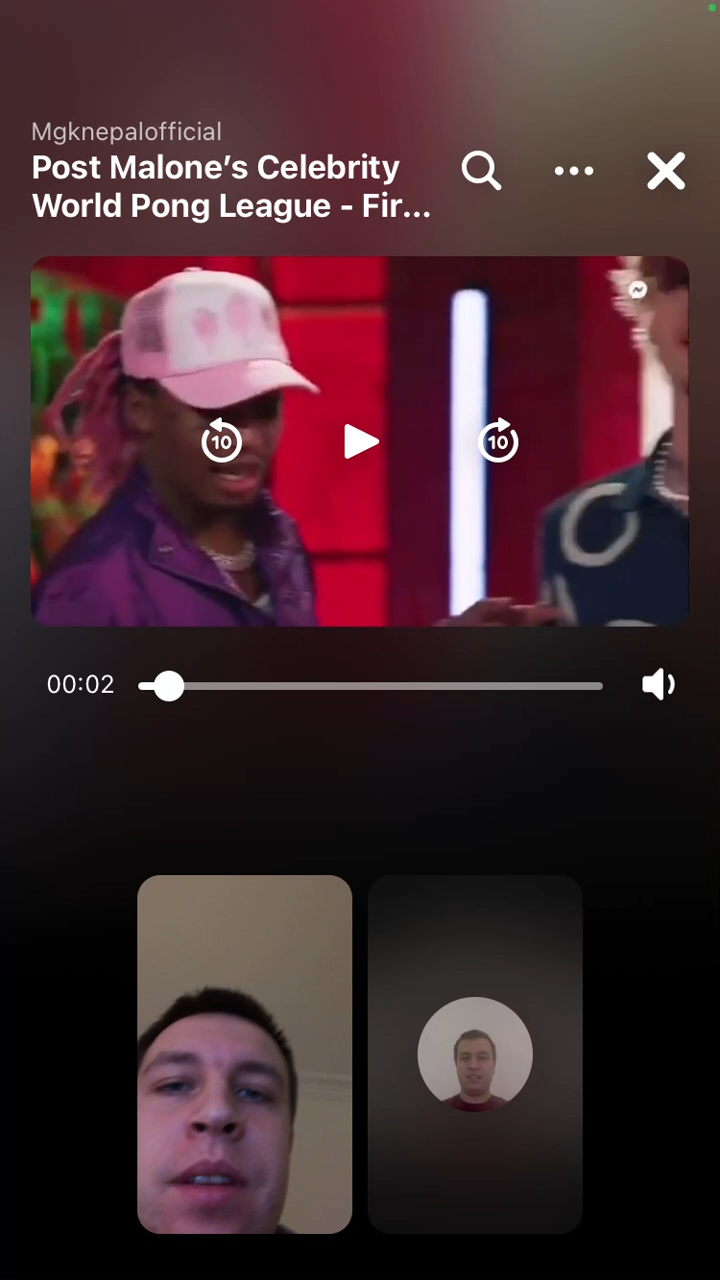 Mgknepalofficial
Post Malone’s Celebrity
World Pong League - Fir...
10
10
00:02